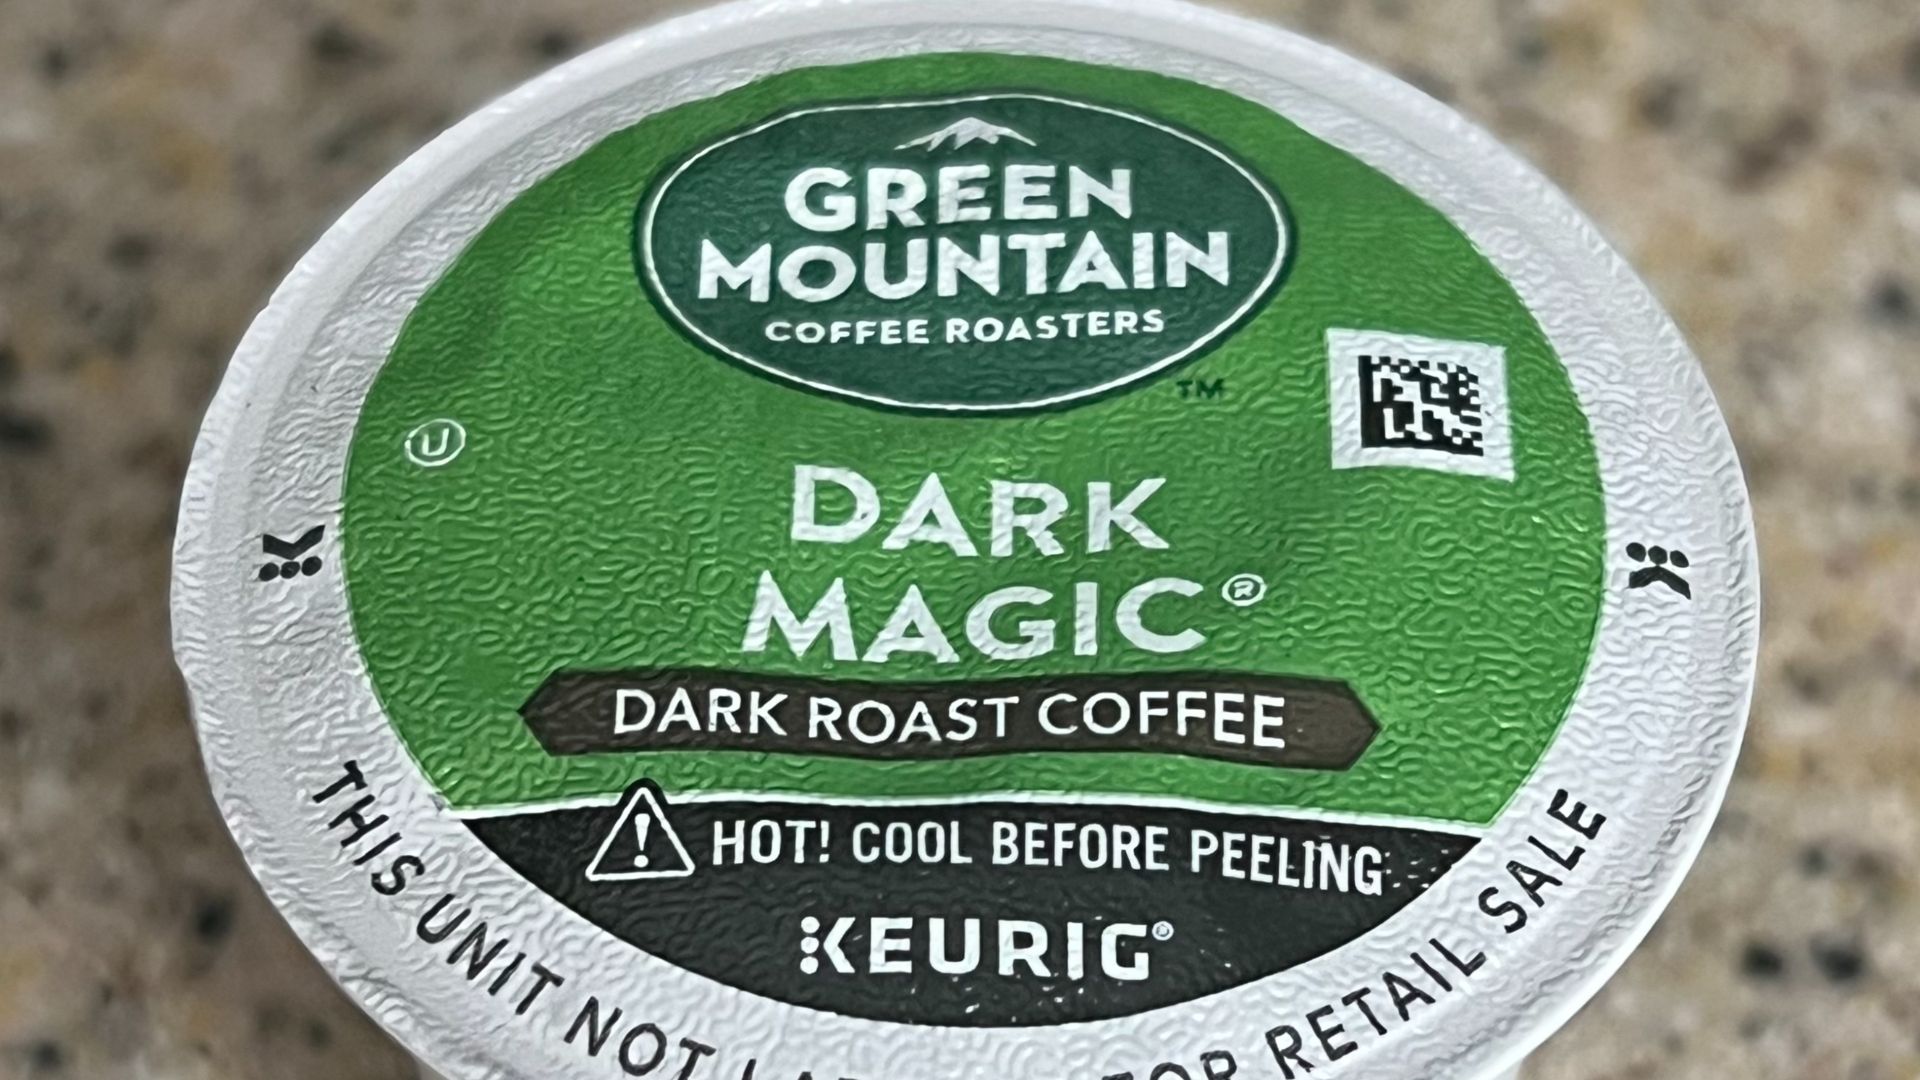 GREEN
MOUNTAIN
COFFEE ROASTERS
TM
U
DARK
MAGIC®
DARK ROAST COFFEE
HOT! COOL BEFORE PEELING
KEURIG®
K
K
THIS UNIT NOT FOR RETAIL SALE